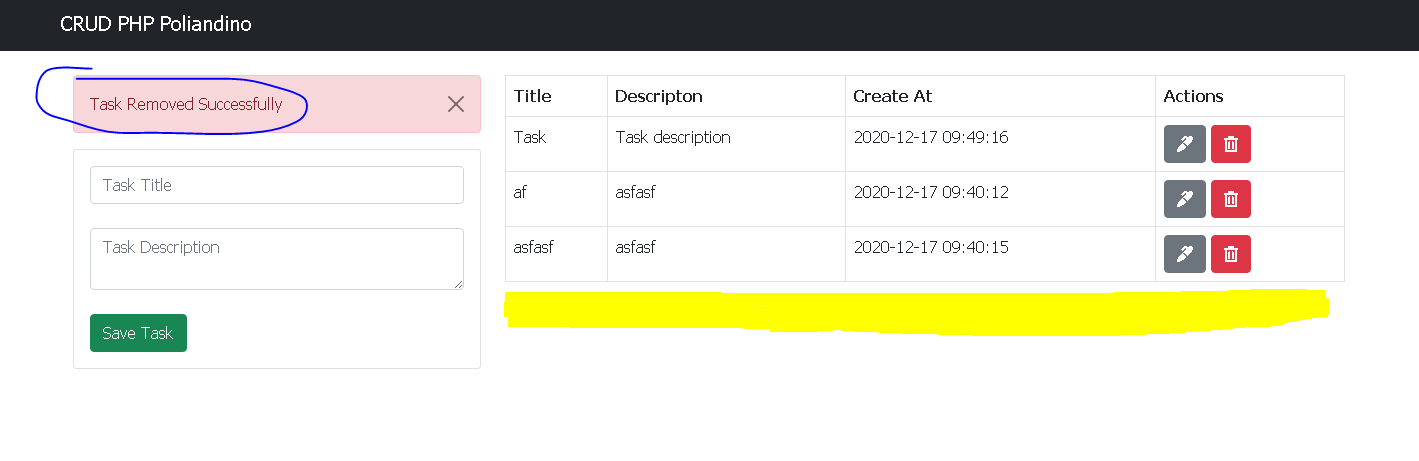 CRUD PHP Poliandino
Task Removed Successfully
Task Title
Task Description
Save Task
Title Descripton Create At Actions
Task Task description 2020-12-17 09:49:16
af asfasf 2020-12-17 09:40:12
asfasf asfasf 2020-12-17 09:40:15